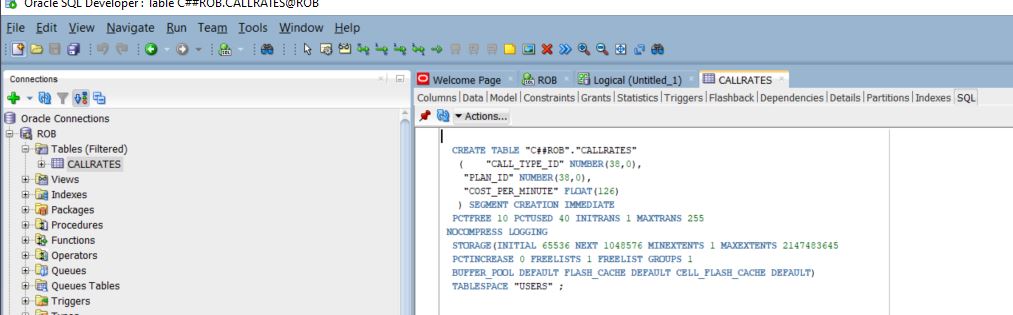 Oracle SQL Developer : Table C##ROB.CALLRATES@ROB
File Edit View Navigate Run Team Tools Window Help
Connections
Oracle Connections
ROB
Tables (Filtered)
CALLRATES
Views
Indexes
Packages
Procedures
Functions
Operators
Queues
Queues Tables
Triggers
Types
Welcome Page ROB Logical (Untitled_1) CALLRATES
Columns Data Model Constraints Grants Statistics Triggers Flashback Dependencies Details Partitions Indexes SQL
Actions...
CREATE TABLE "C##ROB"."CALLRATES"
( "CALL_TYPE_ID" NUMBER(38,0),
"PLAN_ID" NUMBER(38,0),
"COST_PER_MINUTE" FLOAT(126)
) SEGMENT CREATION IMMEDIATE
PCTFREE 10 PCTUSED 40 INITRANS 1 MAXTRANS 255
NOCOMPRESS LOGGING
STORAGE(INITIAL 65536 NEXT 1048576 MINEXTENTS 1 MAXEXTENTS 2147483645
PCTINCREASE 0 FREELISTS 1 FREELIST GROUPS 1
BUFFER_POOL DEFAULT FLASH_CACHE DEFAULT CELL_FLASH_CACHE DEFAULT)
TABLESPACE "USERS" ;